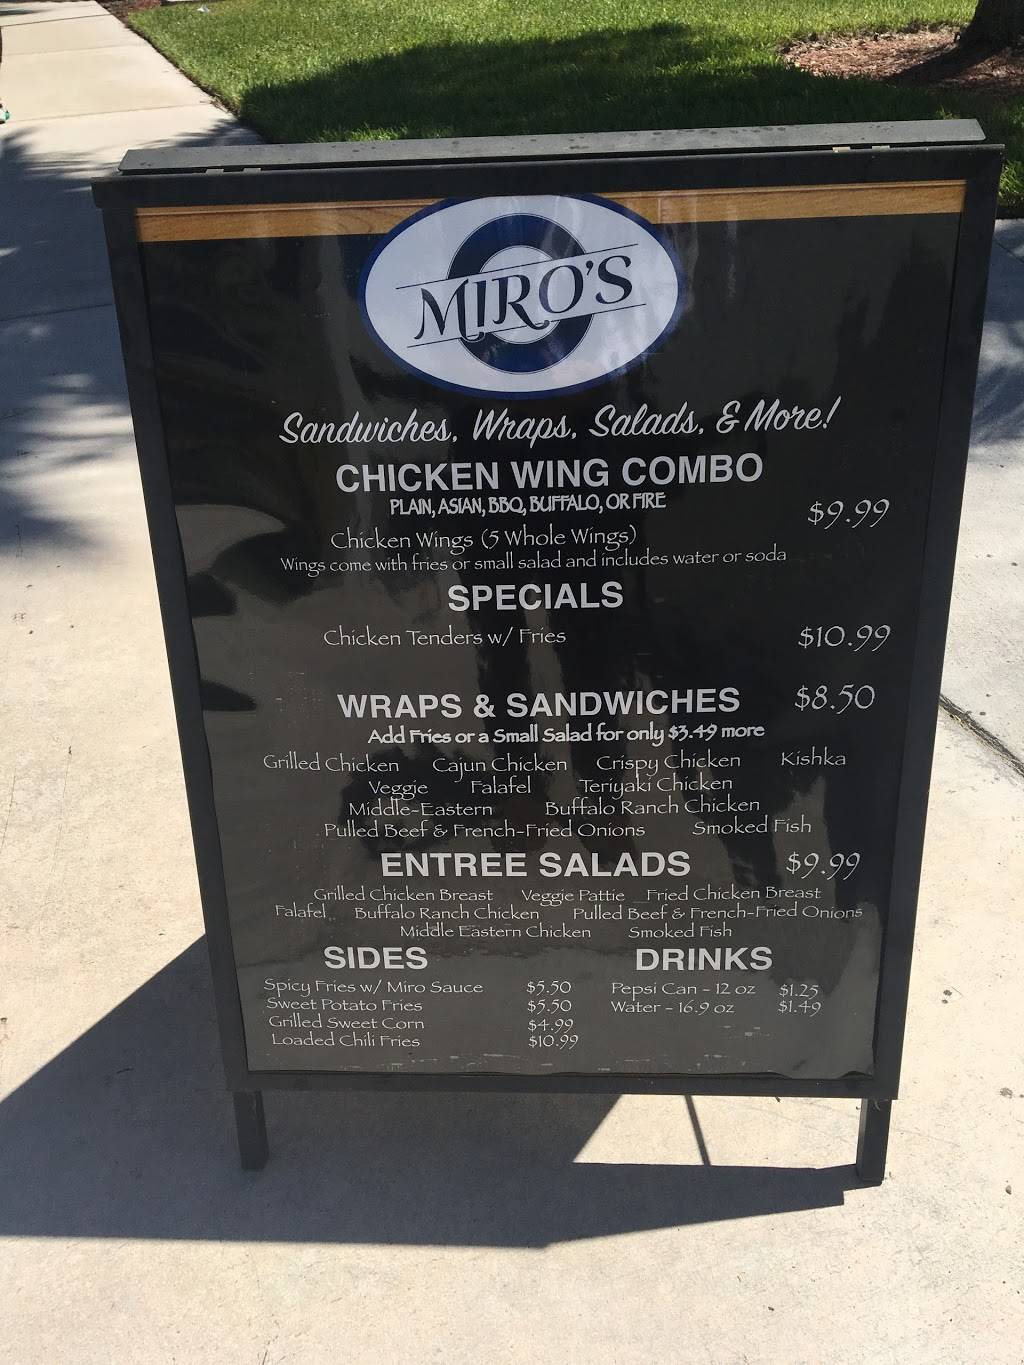 MIRO'S
Sandwiches, Wraps, Salads, & More!
CHICKEN WING COMBO
PLAIN, ASIAN, BBQ, BUFFALO, OR FIRE
$9.99
Chicken Wings (5 Whole Wings)
Wings come with fries or small salad and includes water or soda
SPECIALS
Chicken Tenders w/ Fries $10.99
WRAPS & SANDWICHES $8.50
Add Fries or a Small Salad for only $3.49 more
Grilled Chicken Cajun Chicken Crispy Chicken Kishka
Veggie Falafel Teriyaki Chicken
Middle-Eastern Buffalo Ranch Chicken
Pulled Beef & French-Fried Onions Smoked Fish
ENTREE SALADS $9.99
Grilled Chicken Breast Veggie Pattie Fried Chicken Breast
Falafel Buffalo Ranch Chicken Pulled Beef & French-Fried Onions
Middle Eastern Chicken Smoked Fish
SIDES
Spicy Fries w/ Miro Sauce $5.50
Sweet Potato Fries $5.50
Grilled Sweet Corn $4.99
Loaded Chili Fries $10.99
DRINKS
Pepsi Can - 12 oz $1.25
Water - 16.9 oz $1.49